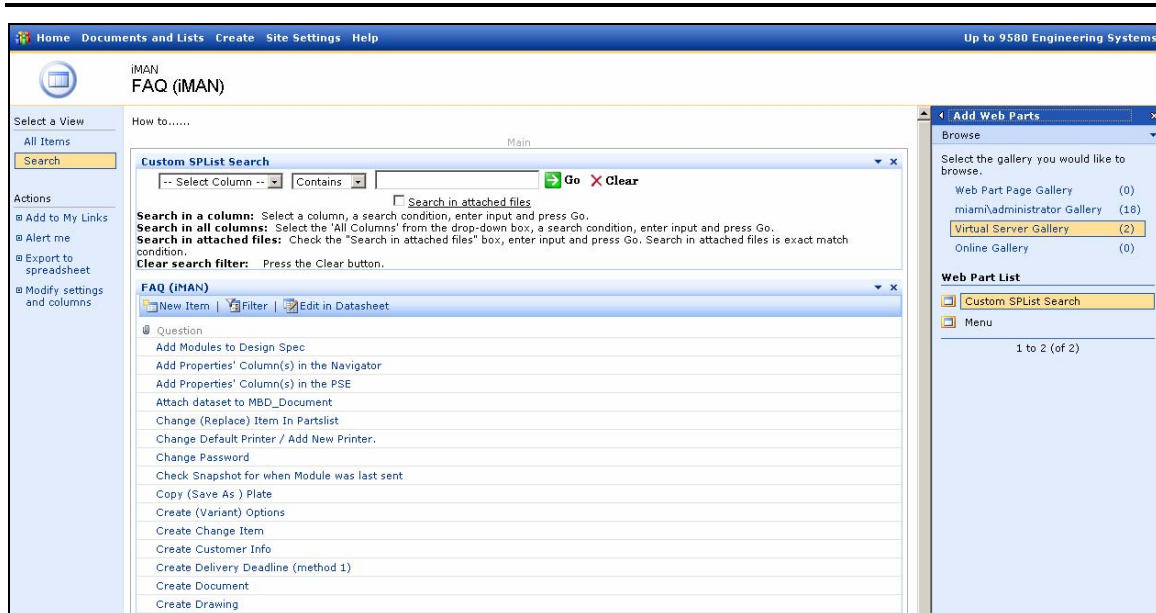 Home Documents and Lists Create Site Settings Help Up to 9580 Engineering Systems
iMAN
FAQ (iMAN)
Select a View
All Items
Search
Actions
Add to My Links
Alert me
Export to
spreadsheet
Modify settings
and columns
How to......
Main
Custom SPList Search
-- Select Column -- Contains Go Clear
Search in attached files
Search in a column: Select a column, a search condition, enter input and press Go.
Search in all columns: Select the 'All Columns' from the drop-down box, a search condition, enter input and press Go.
Search in attached files: Check the "Search in attached files" box, enter input and press Go. Search in attached files is exact match
condition.
Clear search filter: Press the Clear button.
FAQ (iMAN)
New Item | Filter | Edit in Datasheet
Question
Add Modules to Design Spec
Add Properties' Column(s) in the Navigator
Add Properties' Column(s) in the PSE
Attach dataset to MBD_Document
Change (Replace) Item In Partslist
Change Default Printer / Add New Printer.
Change Password
Check Snapshot for when Module was last sent
Copy (Save As ) Plate
Create (Variant) Options
Create Change Item
Create Customer Info
Create Delivery Deadline (method 1)
Create Document
Create Drawing
Add Web Parts
Browse
Select the gallery you would like to
browse.
Web Part Page Gallery (0)
miami\administrator Gallery (18)
Virtual Server Gallery (2)
Online Gallery (0)
Web Part List
Custom SPList Search
Menu
1 to 2 (of 2)